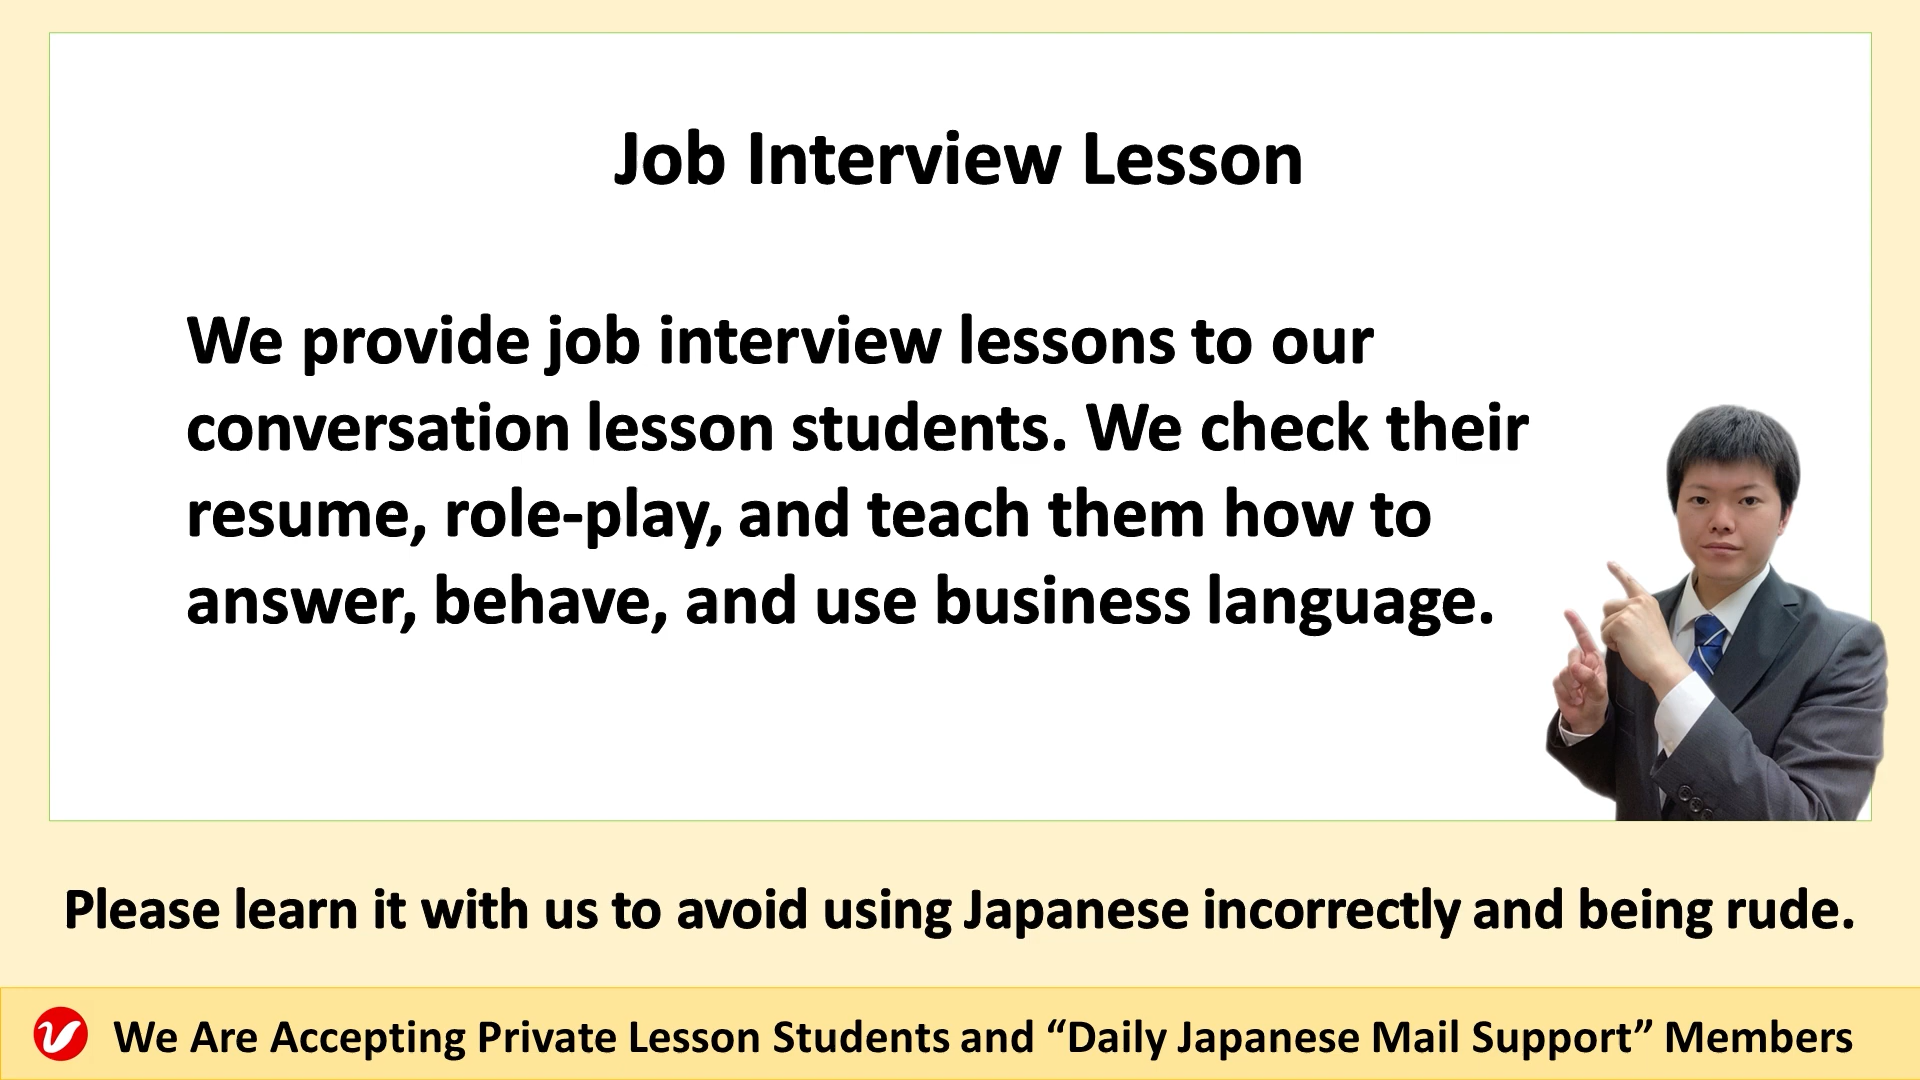 Job Interview Lesson
We provide job interview lessons to our
conversation lesson students. We check their
resume, role-play, and teach them how to
answer, behave, and use business language.
Please learn it with us to avoid using Japanese incorrectly and being rude.
We Are Accepting Private Lesson Students and “Daily Japanese Mail Support” Members